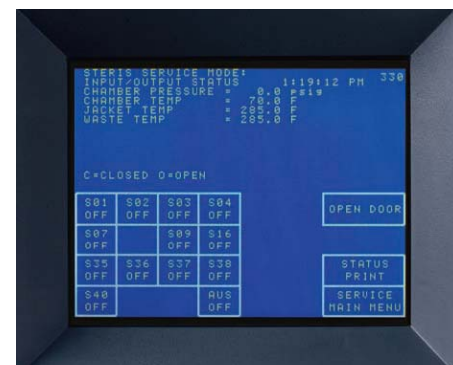 STERIS SERVICE MODE:
INPUT/OUTPUT STATUS 1:19:12 PM 330
CHAMBER PRESSURE = 0.0 psig
CHAMBER TEMP = 70.0 F
JACKET TEMP = 285.0 F
WASTE TEMP = 285.0 F
C=CLOSED O=OPEN
S01 S02 S03 S04
OFF OFF OFF OFF
OPEN DOOR
S07 S09 S16
OFF OFF OFF
S35 S36 S37 S38
OFF OFF OFF OFF
STATUS
PRINT
S40 AUS
OFF OFF
SERVICE
MAIN MENU